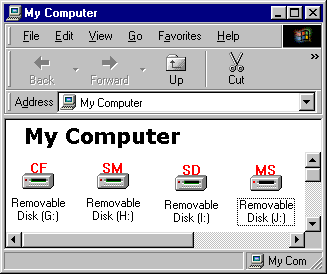 My Computer
File Edit View Go Favorites Help
Back Forward Up Cut »
Address My Computer
My Computer
CF SM SD MS
Removable Removable Removable Removable
Disk (G:) Disk (H:) Disk (I:) Disk (J:)
My Com